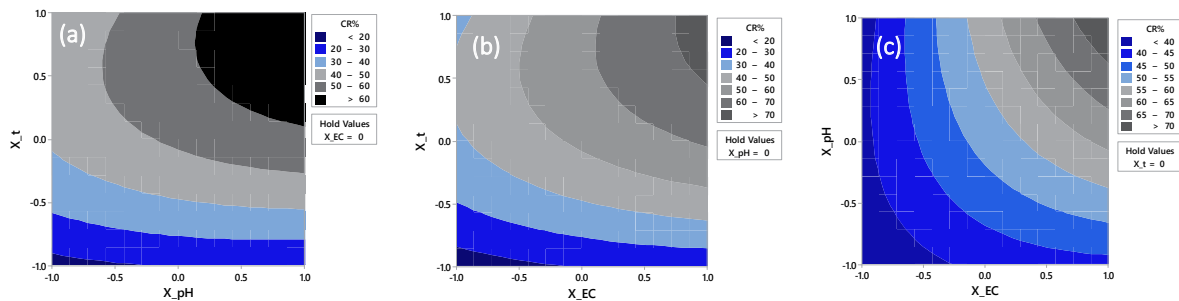 (a)
1.0
0.5
0.0
-0.5
-1.0
X_t
-1.0 -0.5 0.0 0.5 1.0
X_pH
CR%
< 20
20 – 30
30 – 40
40 – 50
50 – 60
> 60
Hold Values
X_EC = 0
(b)
1.0
0.5
0.0
-0.5
-1.0
X_t
-1.0 -0.5 0.0 0.5 1.0
X_EC
CR%
< 20
20 – 30
30 – 40
40 – 50
50 – 60
60 – 70
> 70
Hold Values
X_pH = 0
(c)
1.0
0.5
0.0
-0.5
-1.0
X_pH
-1.0 -0.5 0.0 0.5 1.0
X_EC
CR%
< 40
40 – 45
45 – 50
50 – 55
55 – 60
60 – 65
65 – 70
> 70
Hold Values
X_t = 0